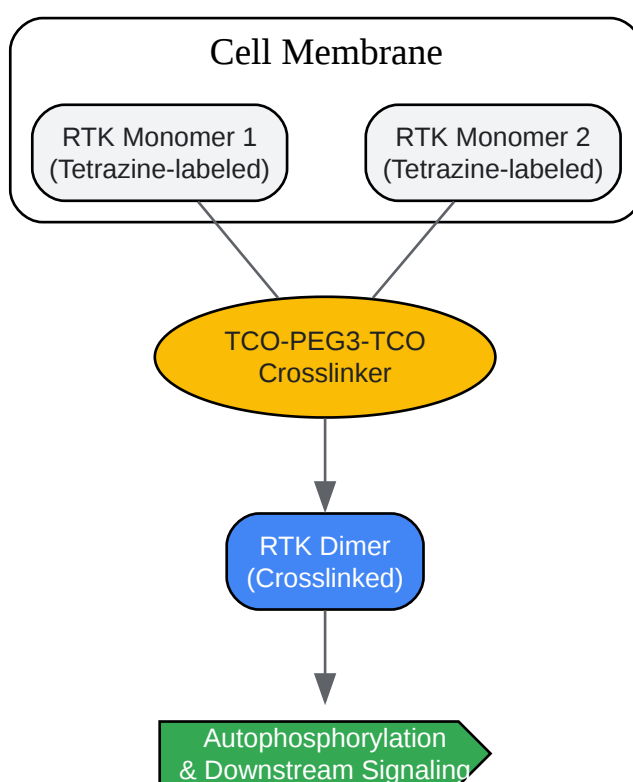 Cell Membrane
RTK Monomer 1
(Tetrazine-labeled)
RTK Monomer 2
(Tetrazine-labeled)
TCO-PEG3-TCO
Crosslinker
RTK Dimer
(Crosslinked)
Autophosphorylation
& Downstream Signaling